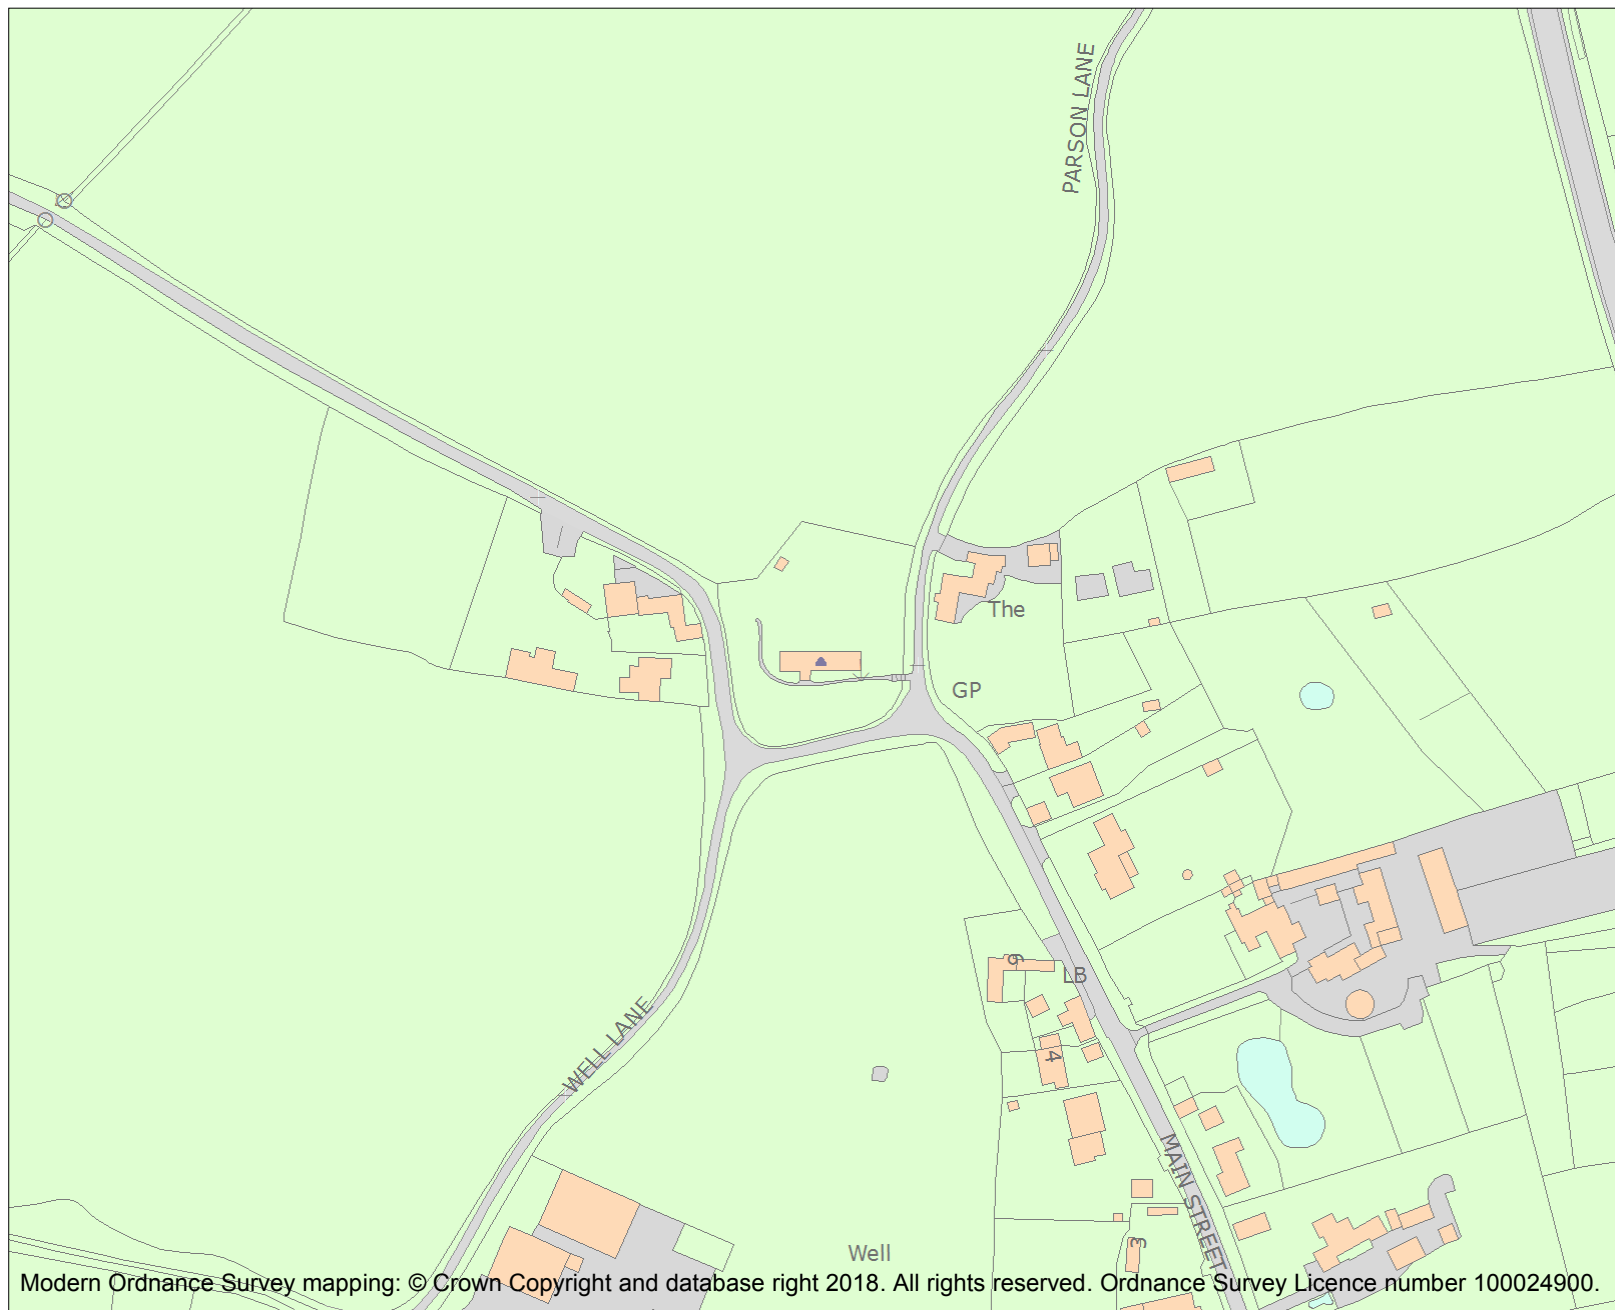 PARSON LANE
The
GP
6
LB
WELL LANE
4
MAIN STREET
3
Well
Modern Ordnance Survey mapping: © Crown Copyright and database right 2018. All rights reserved. Ordnance Survey Licence number 100024900.